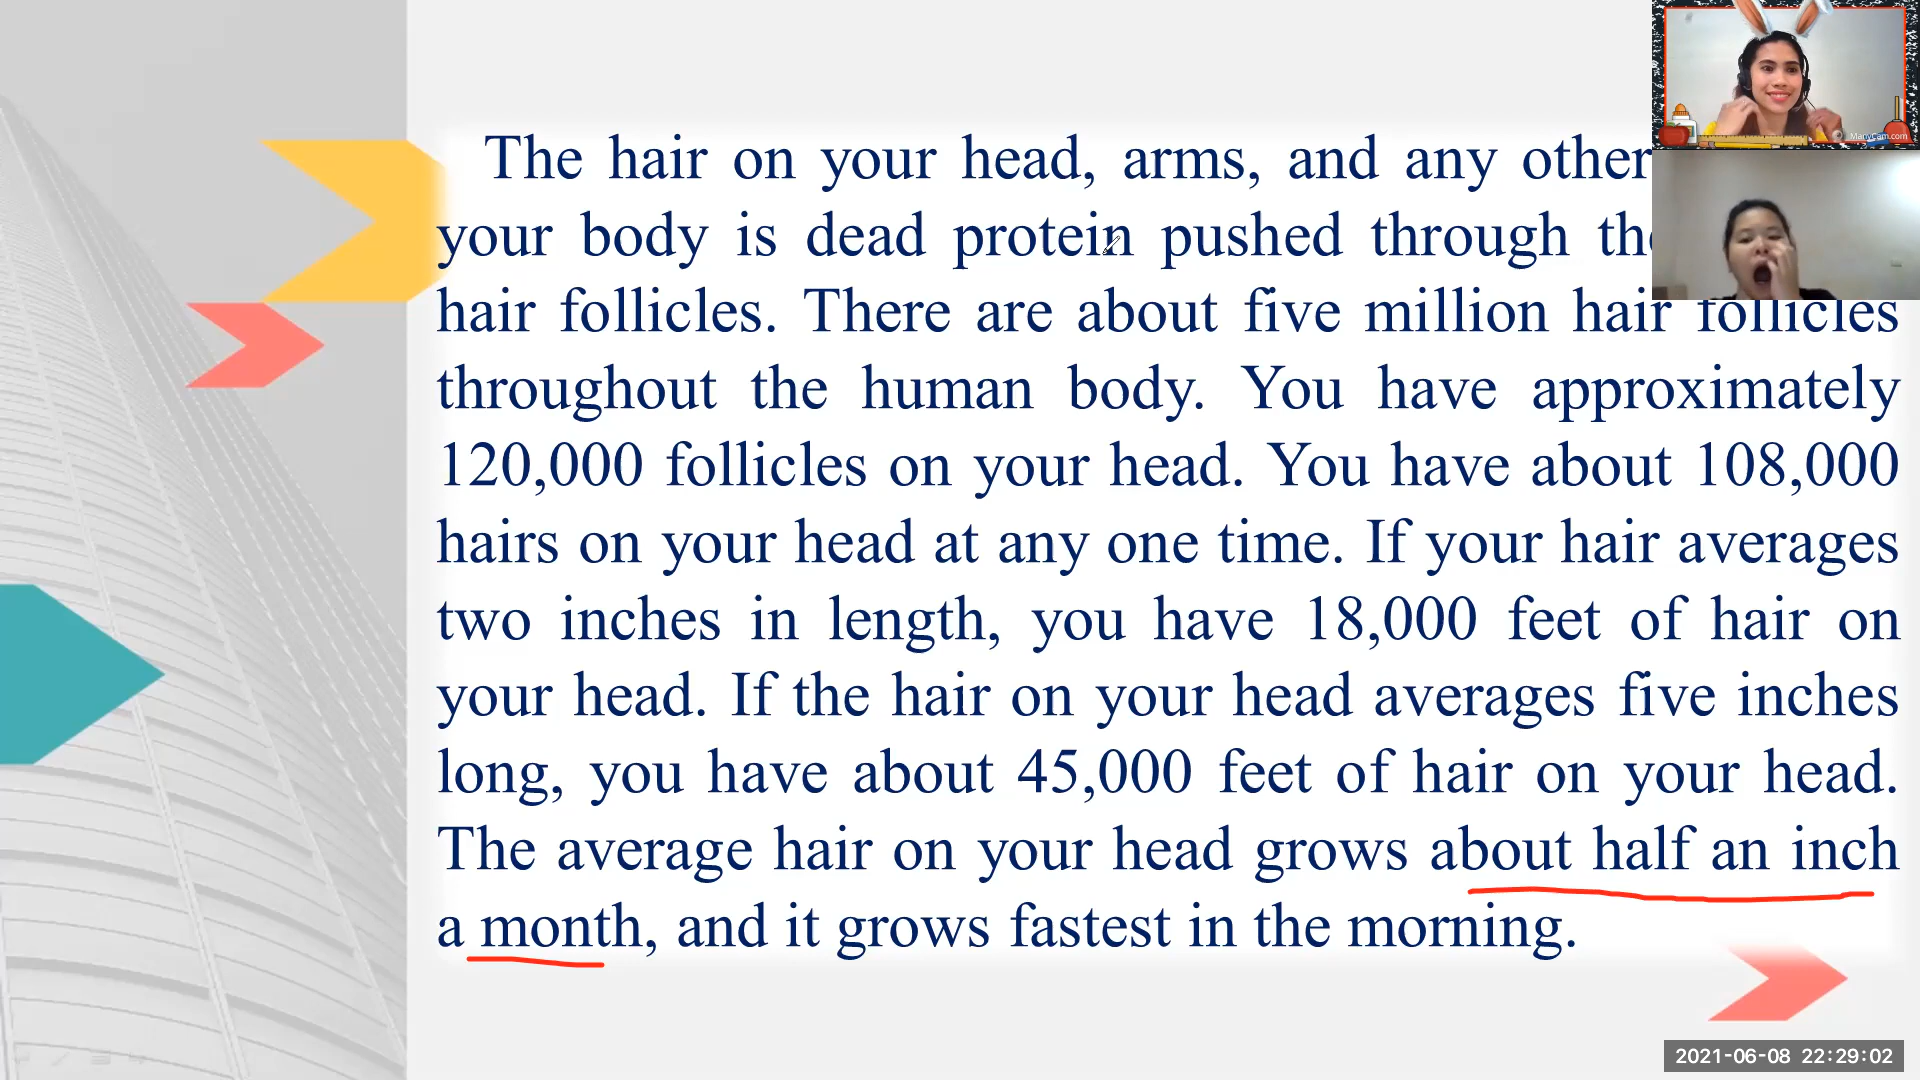 The hair on your head, arms, and any other
your body is dead protein pushed through
hair follicles. There are about five million hair follicles
throughout the human body. You have approximately
120,000 follicles on your head. You have about 108,000
hairs on your head at any one time. If your hair averages
two inches in length, you have 18,000 feet of hair on
your head. If the hair on your head averages five inches
long, you have about 45,000 feet of hair on your head.
The average hair on your head grows about half an inch
a month, and it grows fastest in the morning.
ManyCam.com
2021-06-08 22:29:02